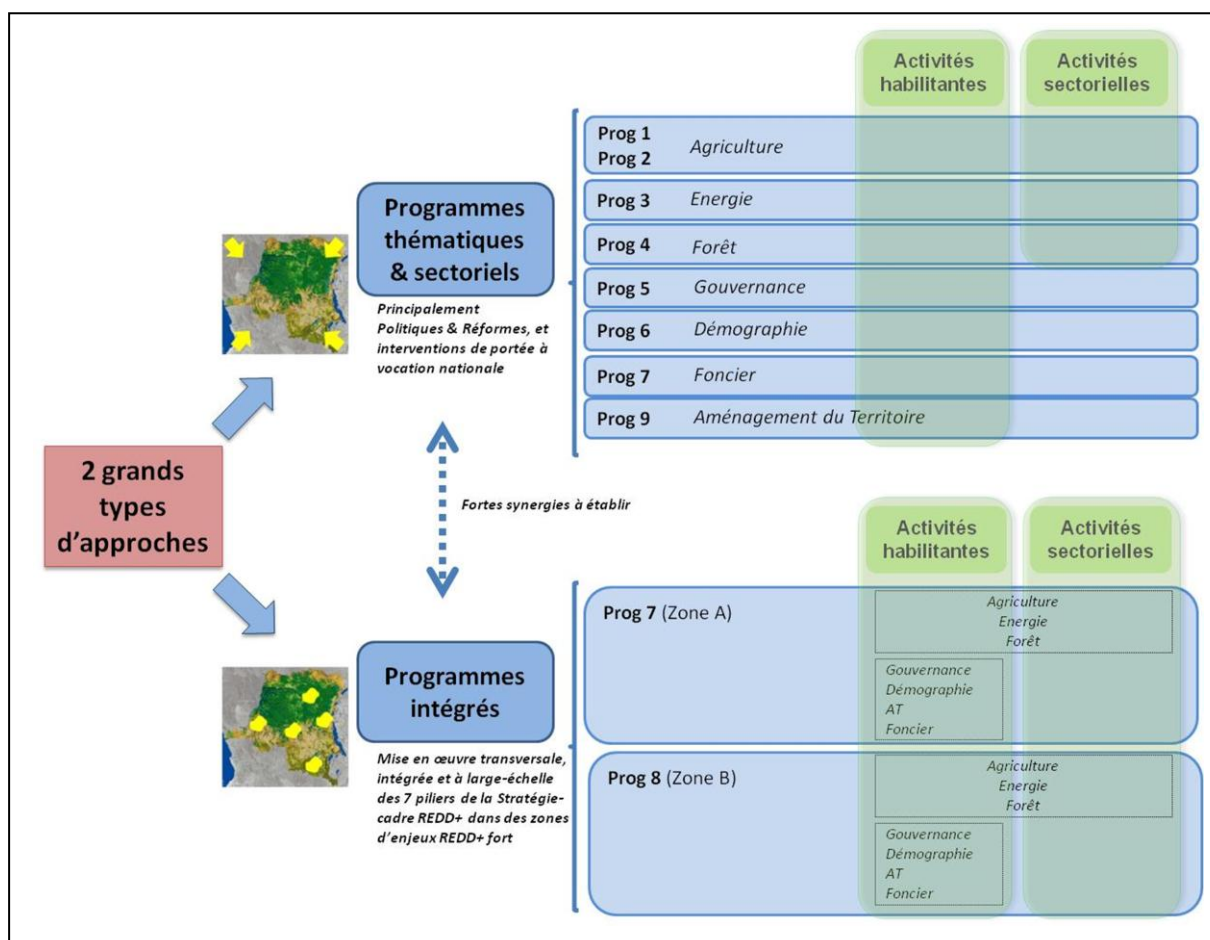 Activités
habilitantes
Activités
sectorielles
Prog 1
Prog 2
Agriculture
Prog 3
Energie
Prog 4
Forêt
Prog 5
Gouvernance
Prog 6
Démographie
Prog 7
Foncier
Prog 9
Aménagement du Territoire
Programmes
thématiques
& sectoriels
Principalement
Politiques & Réformes, et
interventions de portée à
vocation nationale
2 grands
types
d'approches
Fortes synergies à établir
Activités
habilitantes
Activités
sectorielles
Programmes
intégrés
Mise en œuvre transversale,
intégrée et à large-échelle
des 7 piliers de la Stratégie-
cadre REDD+ dans des zones
d'enjeux REDD+ fort
Prog 7 (Zone A)
Agriculture
Energie
Forêt
Gouvernance
Démographie
AT
Foncier
Prog 8 (Zone B)
Agriculture
Energie
Forêt
Gouvernance
Démographie
AT
Foncier